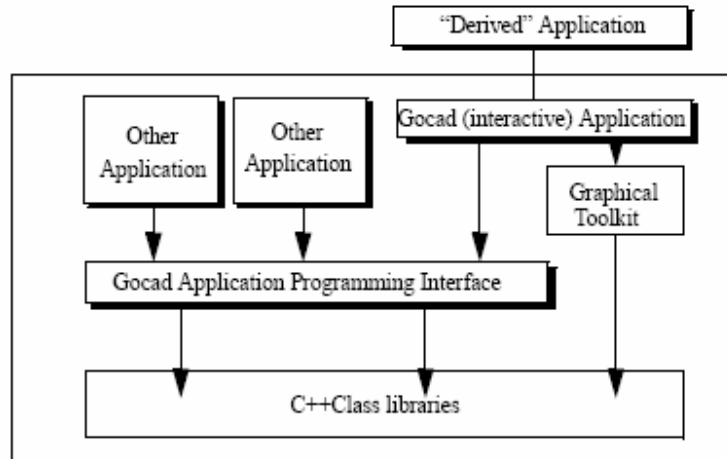 “Derived” Application
Other
Application
Other
Application
Gocad (interactive) Application
Graphical
Toolkit
Gocad Application Programming Interface
C++Class libraries